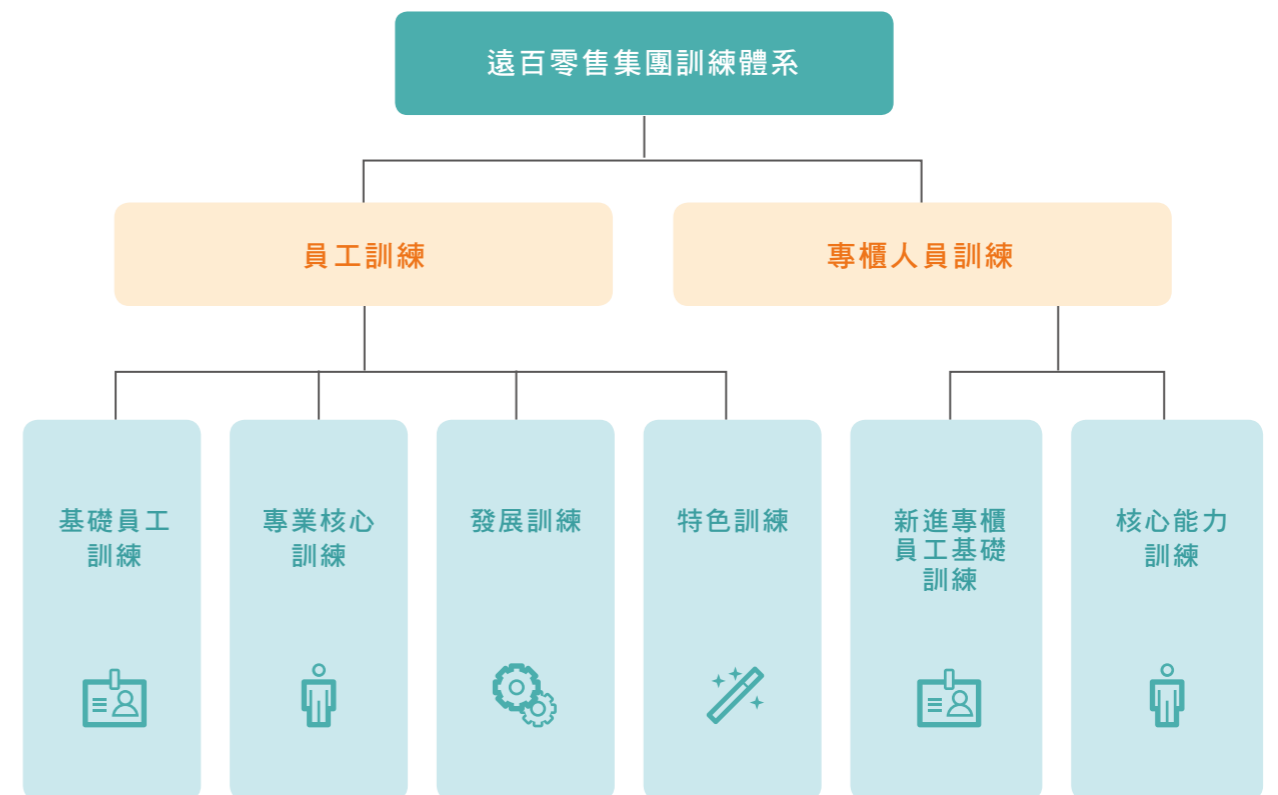 遠百零售集團訓練體系
員工訓練
專櫃人員訓練
基礎員工
訓練
專業核心
訓練
發展訓練
特色訓練
新進專櫃
員工基礎
訓練
核心能力
訓練